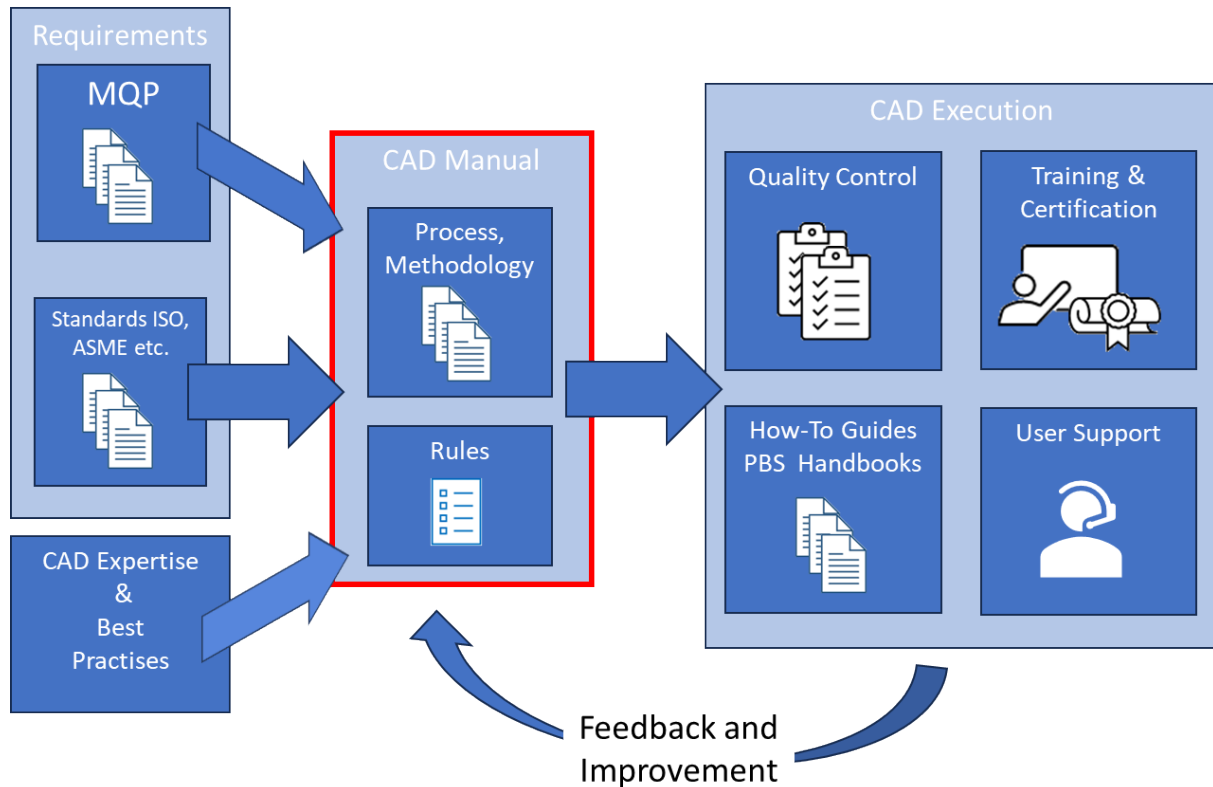 Requirements
MQP
Standards ISO,
ASME etc.
CAD Expertise
&
Best
Practises
CAD Manual
Process,
Methodology
Rules
CAD Execution
Quality Control
Training &
Certification
How-To Guides
PBS Handbooks
User Support
Feedback and
Improvement